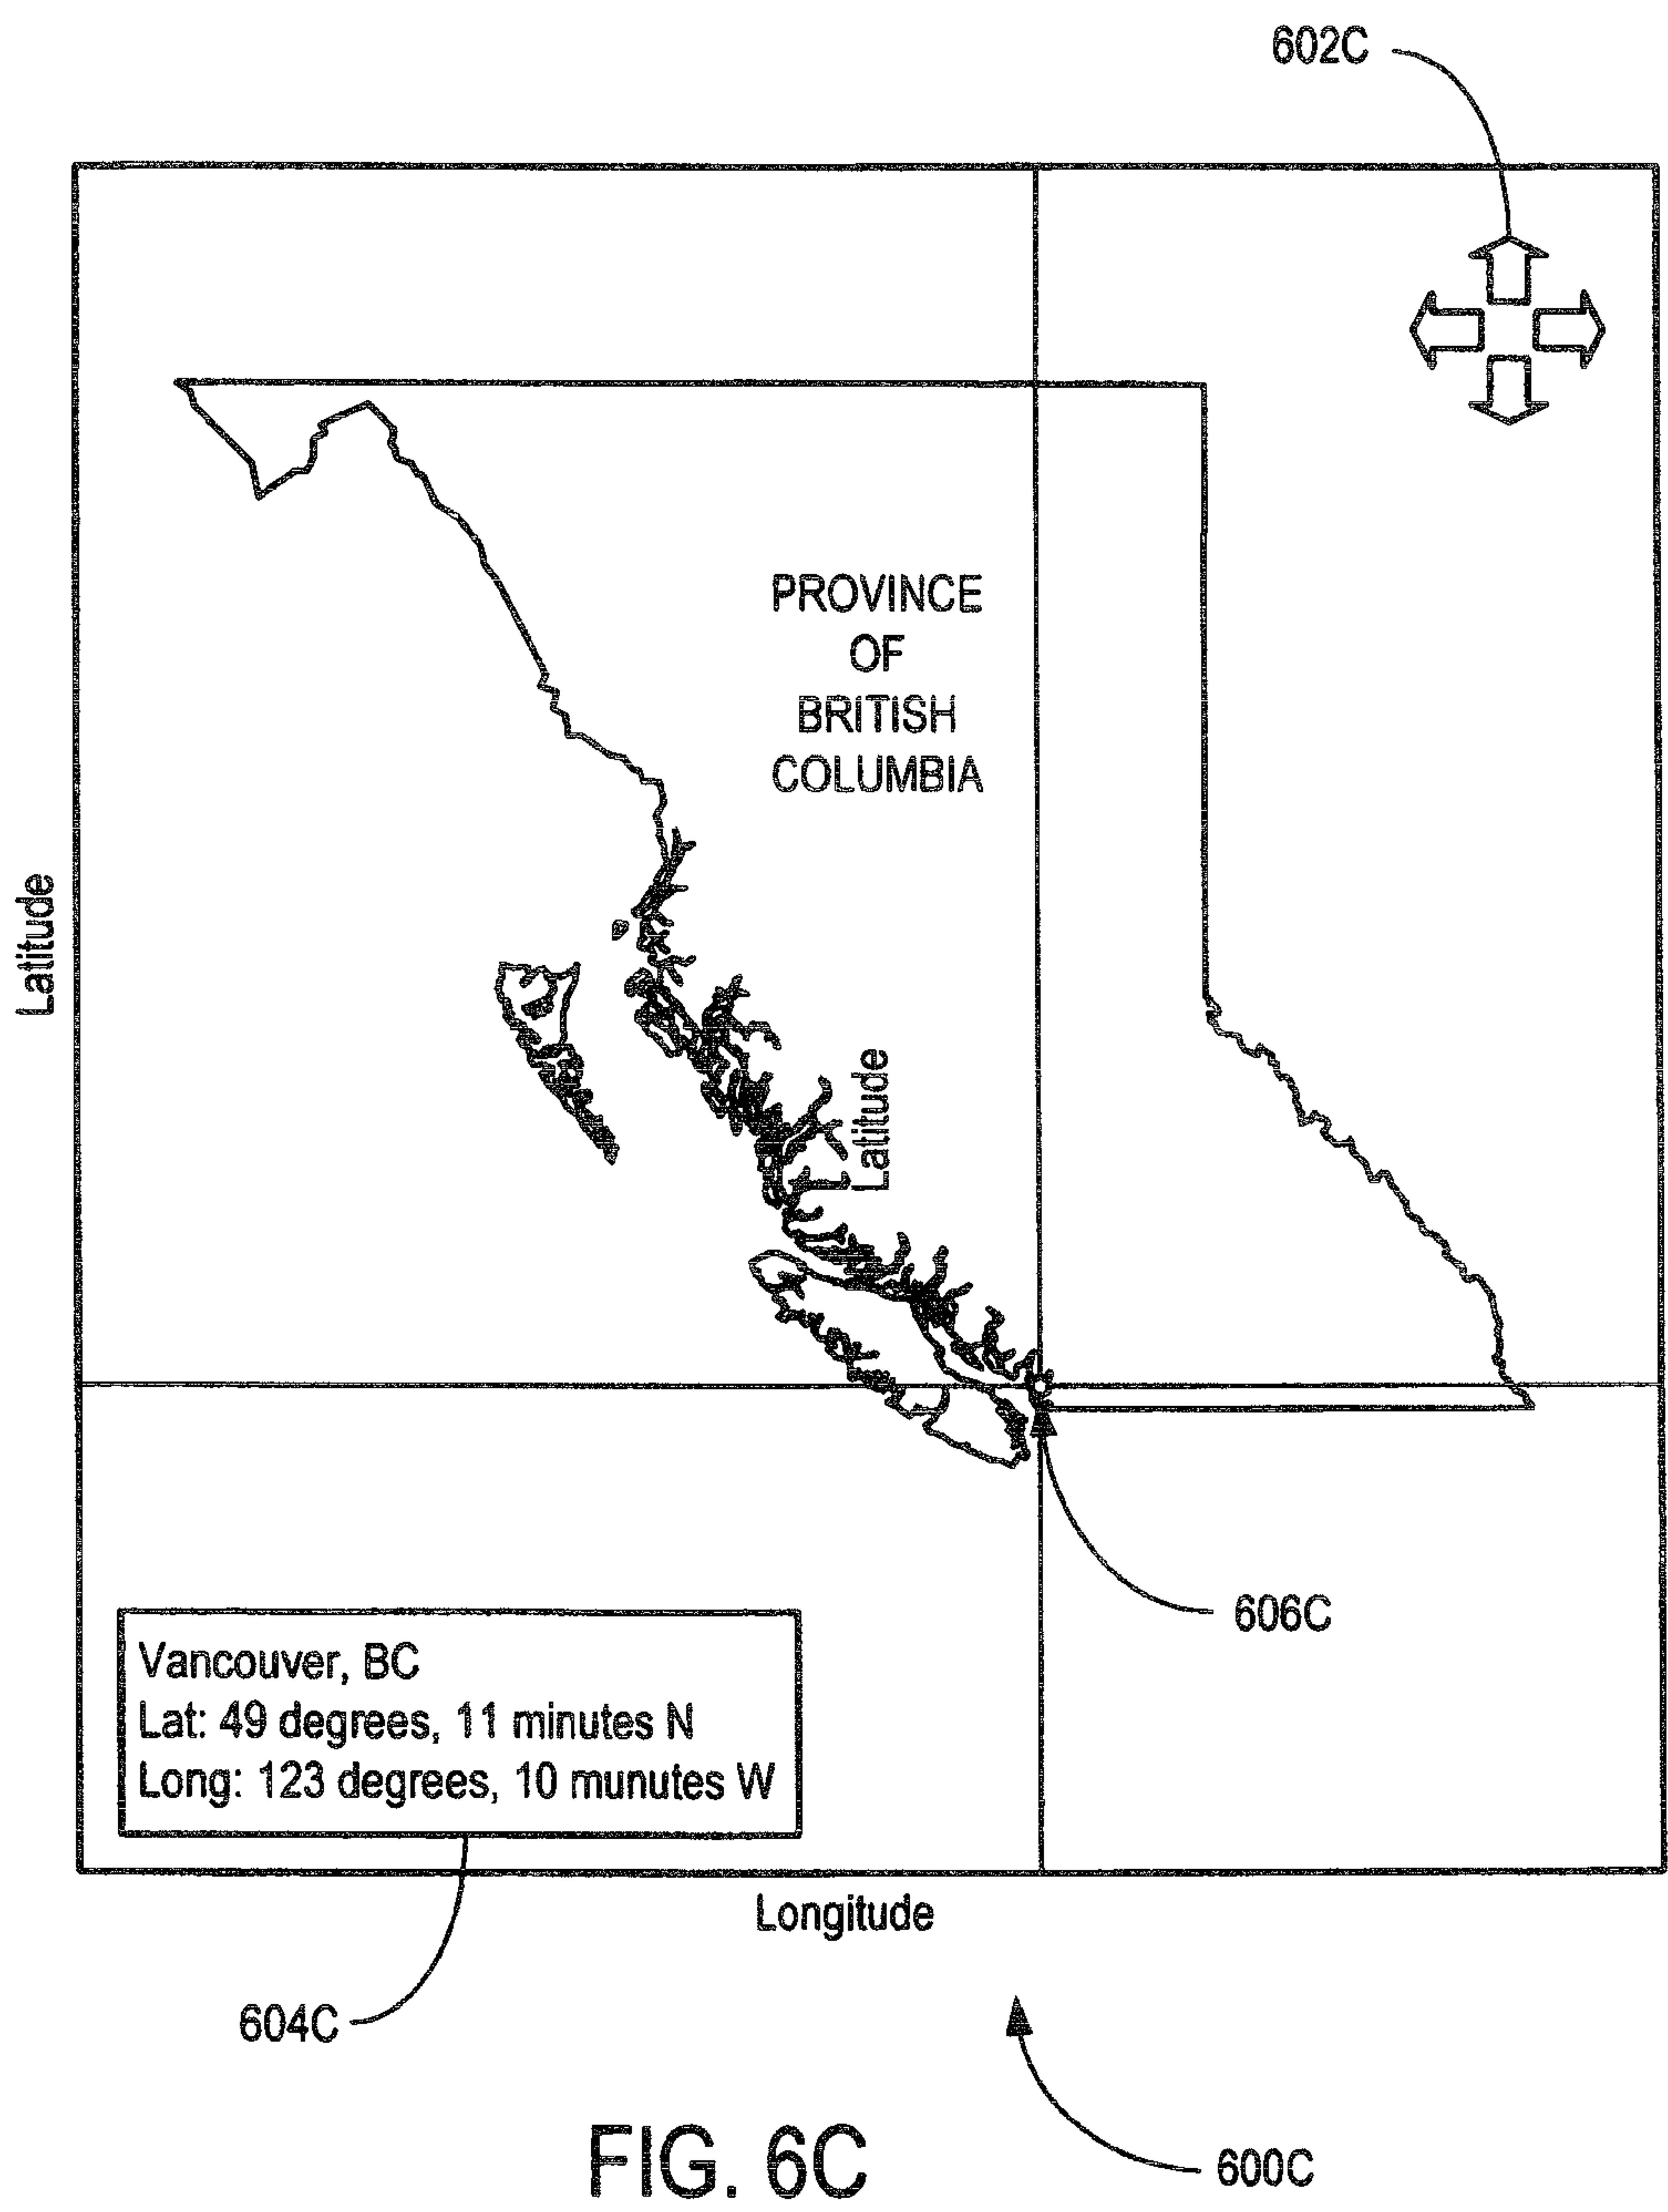 602C
PROVINCE
OF
BRITISH
COLUMBIA
Latitude
Latitude
606C
Vancouver, BC
Lat: 49 degrees, 11 minutes N
Long: 123 degrees, 10 munutes W
Longitude
604C
FIG. 6C
600C